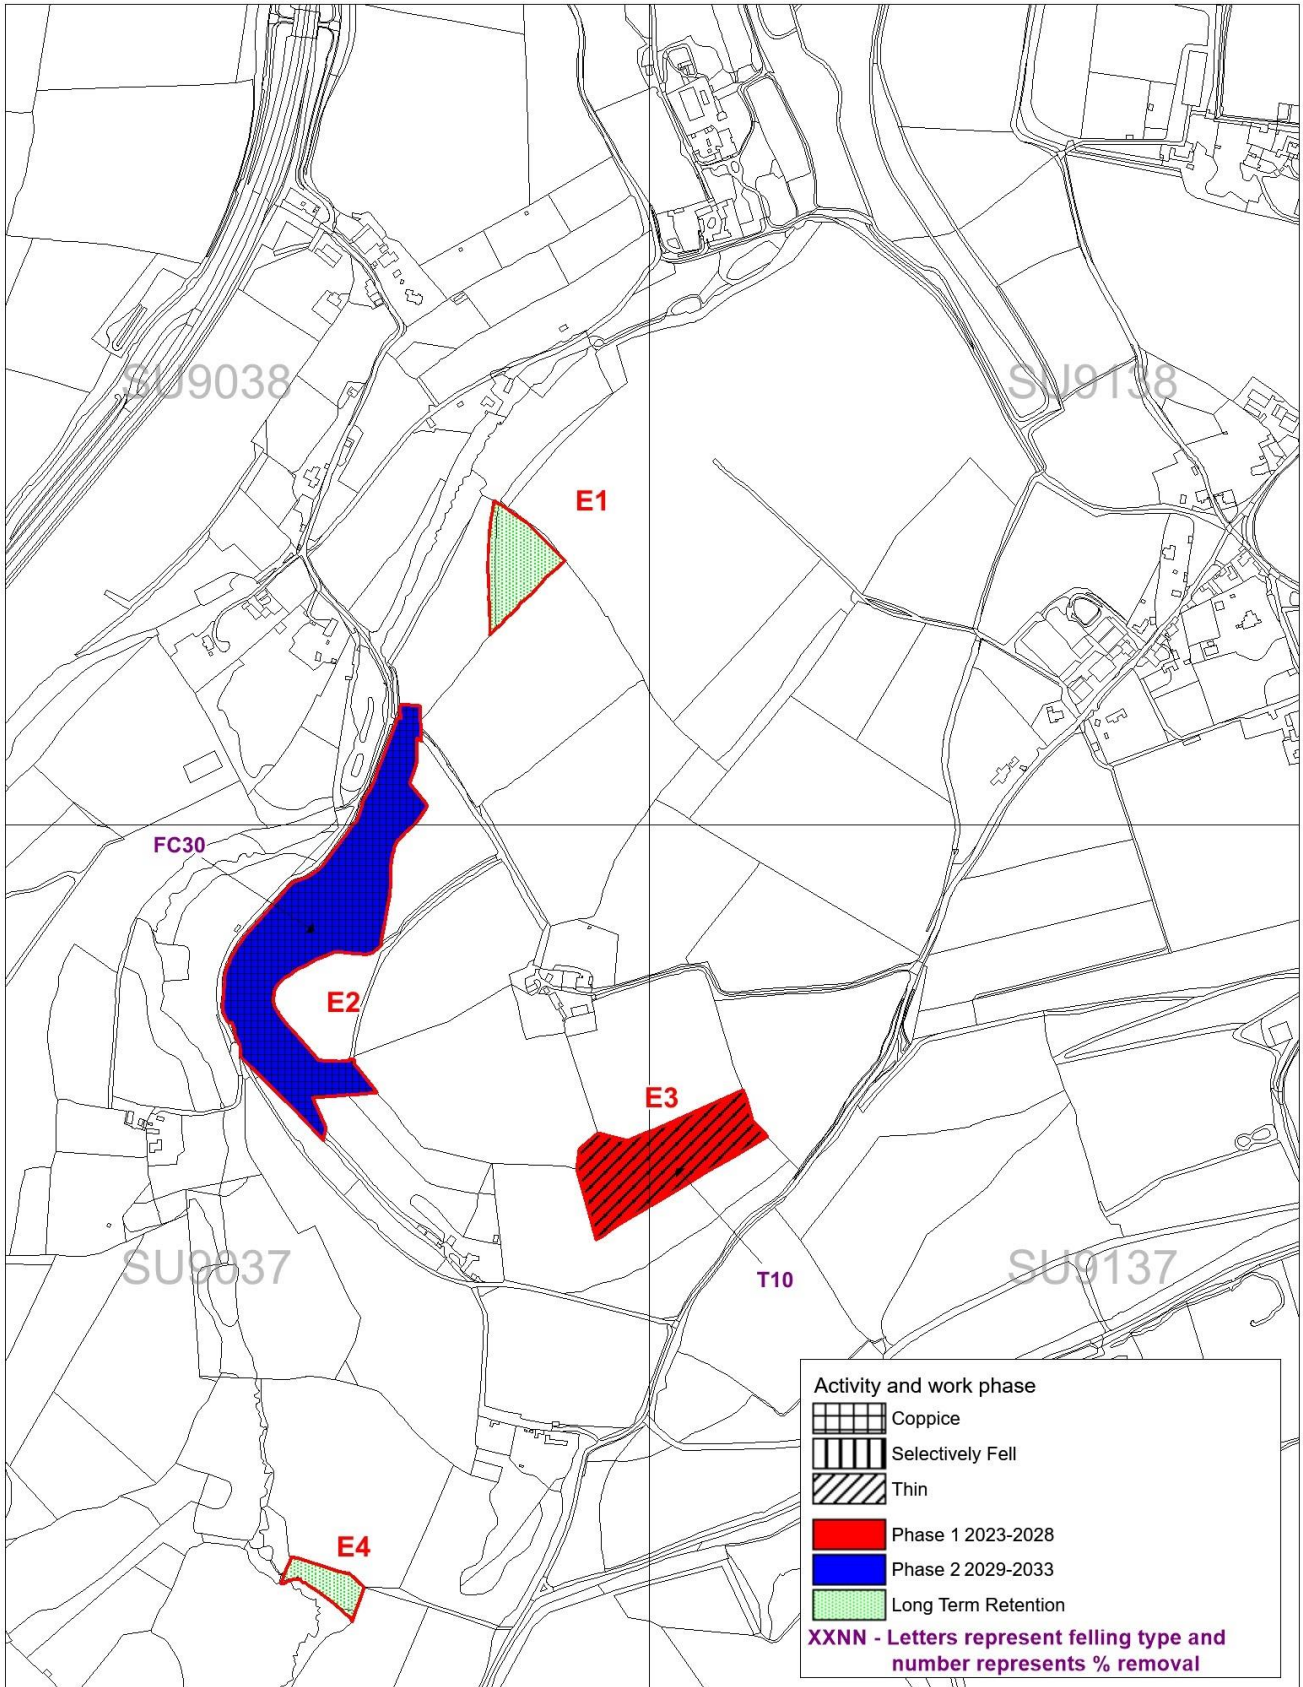 SU9038
SU9138
E1
FC30
E2
E3
SU9037
SU9137
T10
E4
Activity and work phase
Coppice
Selectively Fell
Thin
Phase 1 2023-2028
Phase 2 2029-2033
Long Term Retention
XXNN - Letters represent felling type and
number represents % removal